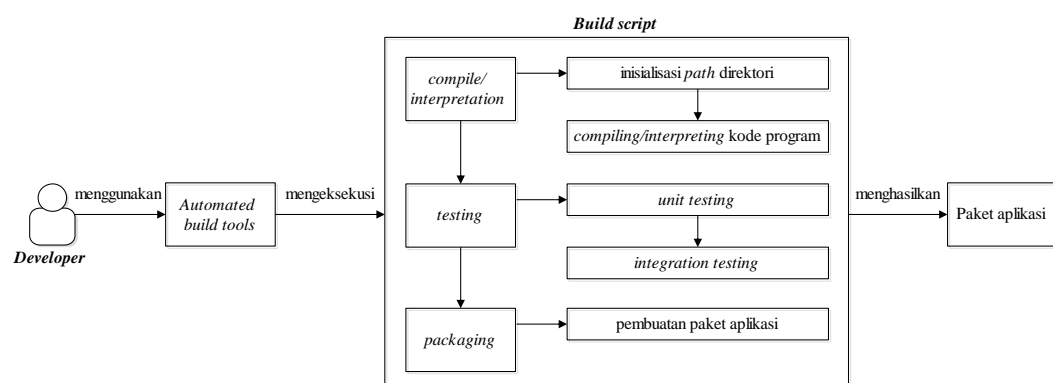 Build script
compile/
interpretation
inisialisasi path direktori
compiling/interpreting kode program
menggunakan
Automated
build tools
mengeksekusi
testing
unit testing
integration testing
menghasilkan
Paket aplikasi
Developer
packaging
pembuatan paket aplikasi